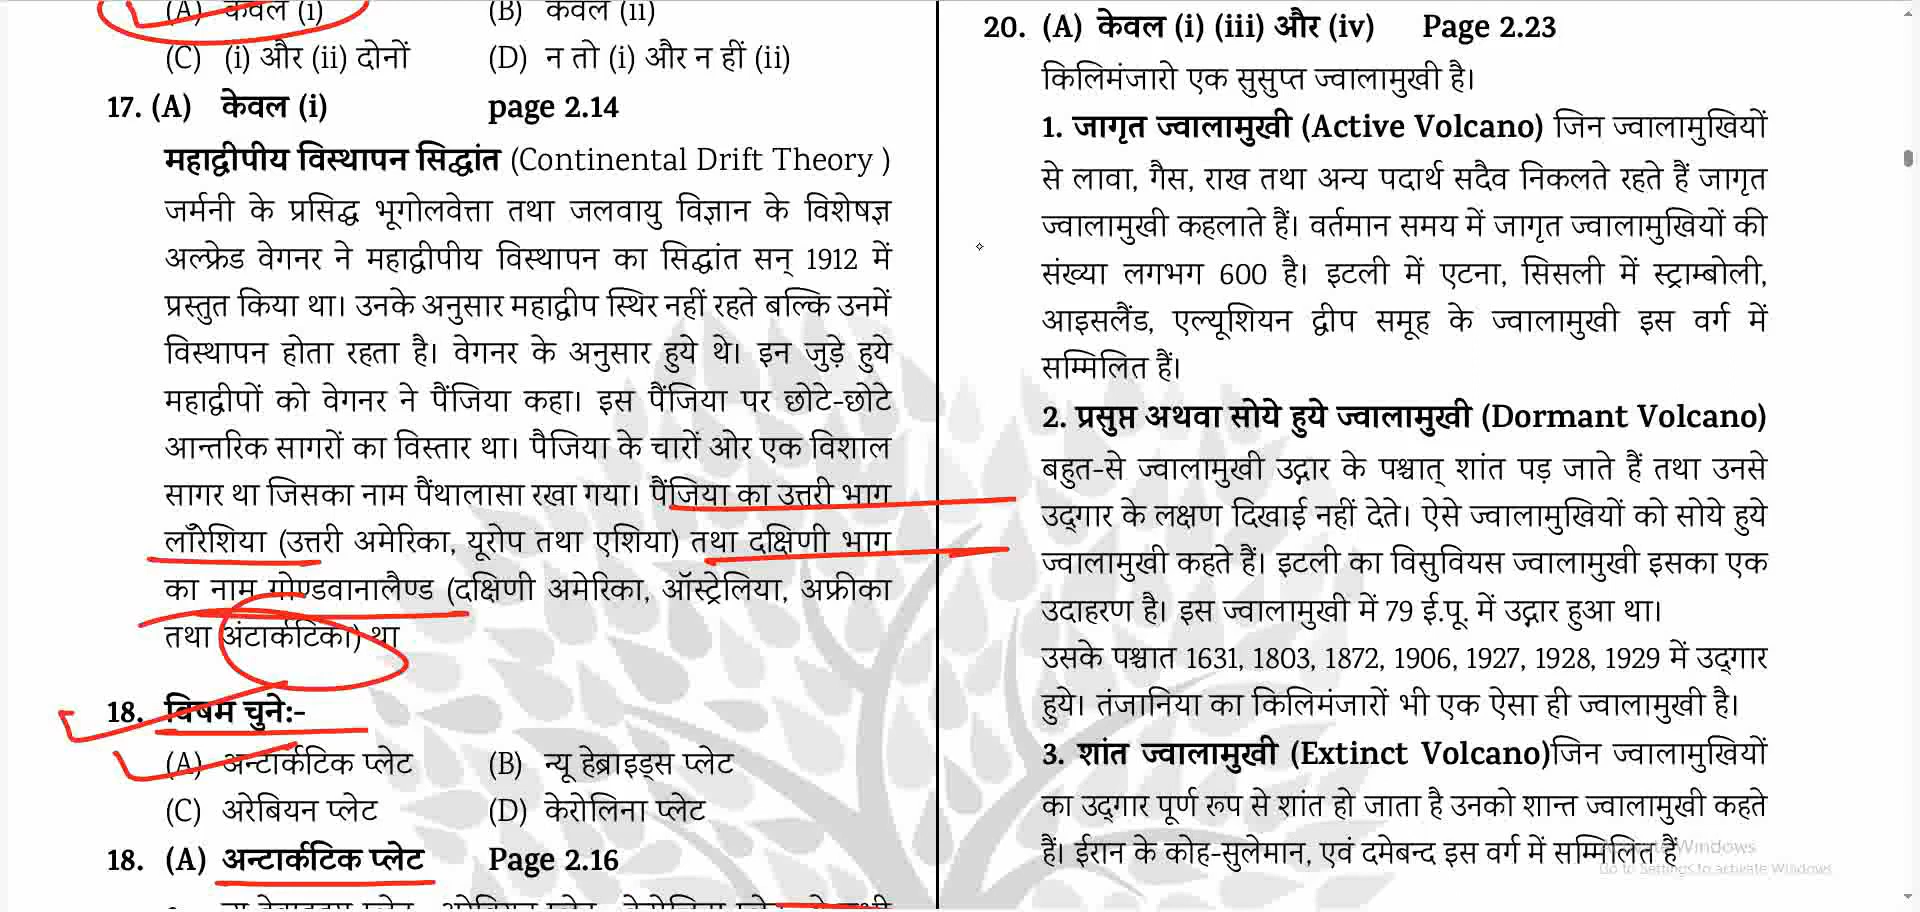 (A) केवल (i) (B) केवल (ii)
(C) (i) और (ii) दोनों (D) न तो (i) और न हीं (ii)
17. (A) केवल (i) page 2.14
महाद्वीपीय विस्थापन सिद्धांत (Continental Drift Theory )
जर्मनी के प्रसिद्ध भूगोलवेत्ता तथा जलवायु विज्ञान के विशेषज्ञ
अल्फ्रेड वेगनर ने महाद्वीपीय विस्थापन का सिद्धांत सन् 1912 में
प्रस्तुत किया था। उनके अनुसार महाद्वीप स्थिर नहीं रहते बल्कि उनमें
विस्थापन होता रहता है। वेगनर के अनुसार हुये थे। इन जुड़े हुये
महाद्वीपों को वेगनर ने पैंजिया कहा। इस पैंजिया पर छोटे-छोटे
आन्तरिक सागरों का विस्तार था। पैजिया के चारों ओर एक विशाल
सागर था जिसका नाम पैंथालासा रखा गया। पैंजिया का उत्तरी भाग
लॉरेशिया (उत्तरी अमेरिका, यूरोप तथा एशिया) तथा दक्षिणी भाग
का नाम गोण्डवानालैण्ड (दक्षिणी अमेरिका, ऑस्ट्रेलिया, अफ्रीका
तथा अंटार्कटिका) था
18. विषम चुने:-
(A) अन्टार्कटिक प्लेट (B) न्यू हेब्राइड्स प्लेट
(C) अरेबियन प्लेट (D) केरोलिना प्लेट
18. (A) अन्टार्कटिक प्लेट Page 2.16
20. (A) केवल (i) (iii) और (iv) Page 2.23
किलिमंजारो एक सुसुप्त ज्वालामुखी है।
1. जागृत ज्वालामुखी (Active Volcano) जिन ज्वालामुखियों
से लावा, गैस, राख तथा अन्य पदार्थ सदैव निकलते रहते हैं जागृत
ज्वालामुखी कहलाते हैं। वर्तमान समय में जागृत ज्वालामुखियों की
संख्या लगभग 600 है। इटली में एटना, सिसली में स्ट्राम्बोली,
आइसलैंड, एल्यूशियन द्वीप समूह के ज्वालामुखी इस वर्ग में
सम्मिलित हैं।
2. प्रसुप्त अथवा सोये हुये ज्वालामुखी (Dormant Volcano)
बहुत-से ज्वालामुखी उद्गार के पश्चात् शांत पड़ जाते हैं तथा उनसे
उद्‌गार के लक्षण दिखाई नहीं देते। ऐसे ज्वालामुखियों को सोये हुये
ज्वालामुखी कहते हैं। इटली का विसुवियस ज्वालामुखी इसका एक
उदाहरण है। इस ज्वालामुखी में 79 ई.पू. में उद्गार हुआ था।
उसके पश्चात 1631, 1803, 1872, 1906, 1927, 1928, 1929 में उद्‌गार
हुये। तंजानिया का किलिमंजारों भी एक ऐसा ही ज्वालामुखी है।
3. शांत ज्वालामुखी (Extinct Volcano)जिन ज्वालामुखियों
का उद्‌गार पूर्ण रुप से शांत हो जाता है उनको शान्त ज्वालामुखी कहते
हैं। ईरान के कोह-सुलेमान, एवं दमेबन्द इस वर्ग में सम्मिलित हैं
Windows
Go to Settings to activate Windows.